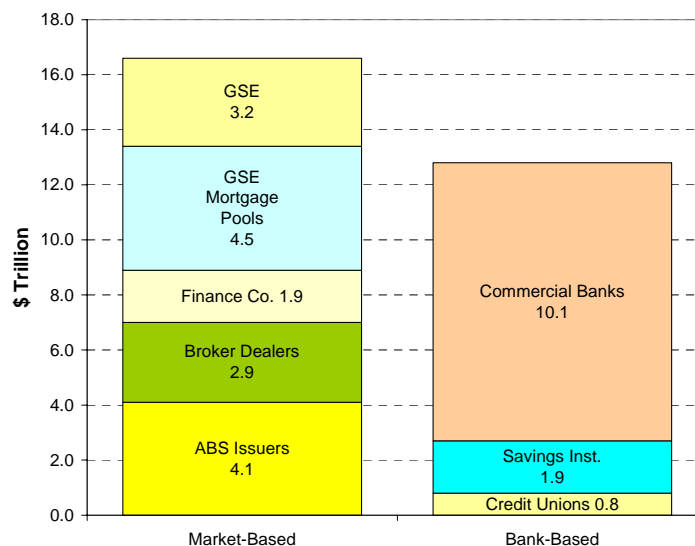 18.0
16.0
14.0
12.0
10.0
8.0
6.0
4.0
2.0
0.0
$ Trillion
GSE
3.2
GSE
Mortgage
Pools
4.5
Finance Co. 1.9
Broker Dealers
2.9
ABS Issuers
4.1
Commercial Banks
10.1
Savings Inst.
1.9
Credit Unions 0.8
Market-Based
Bank-Based